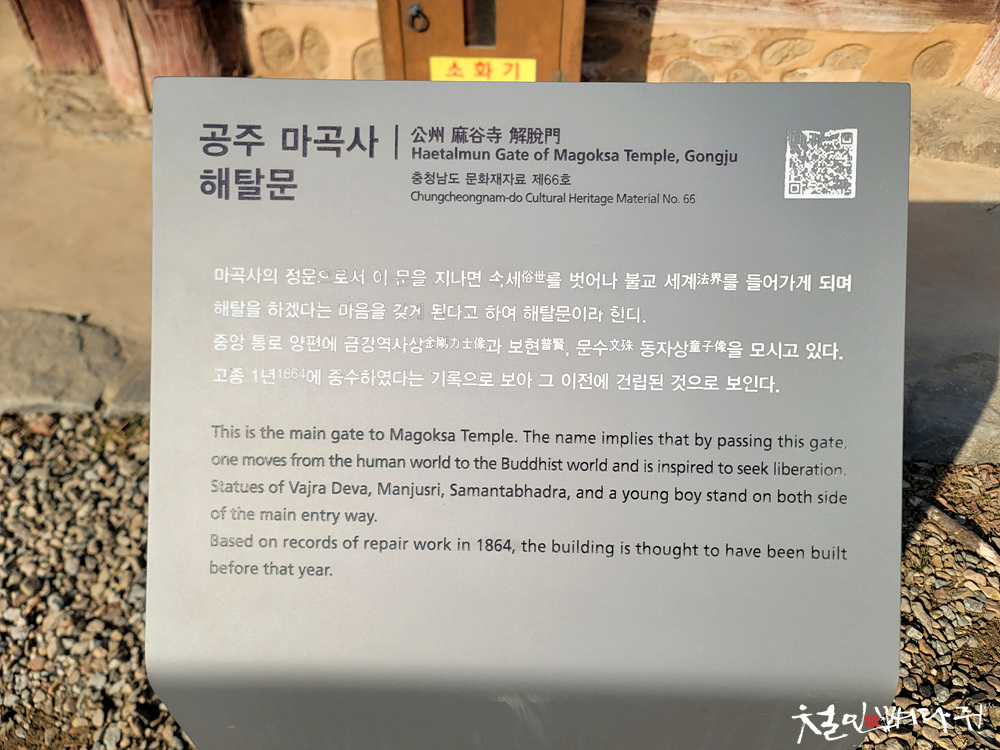 소화기
공주 마곡사
해탈문
公州 麻谷寺 解脫門
Haetalmun Gate of Magoksa Temple, Gongju
충청남도 문화재자료 제66호
Chungcheongnam-do Cultural Heritage Material No. 66
마곡사의 정문으로서 이 문을 지나면 속세俗世를 벗어나 불교 세계法界를 들어가게 되며
해탈을 하겠다는 마음을 갖게 된다고 하여 해탈문이라 한다.
중앙 통로 양편에 금강역사상金剛力士像과 보현普賢, 문수文殊 동자상童子像을 모시고 있다.
고종 1년1864에 중수하였다는 기록으로 보아 그 이전에 건립된 것으로 보인다.
This is the main gate to Magoksa Temple. The name implies that by passing this gate,
one moves from the human world to the Buddhist world and is inspired to seek liberation.
Statues of Vajra Deva, Manjusri, Samantabhadra, and a young boy stand on both side
of the main entry way.
Based on records of repair work in 1864, the building is thought to have been built
before that year.